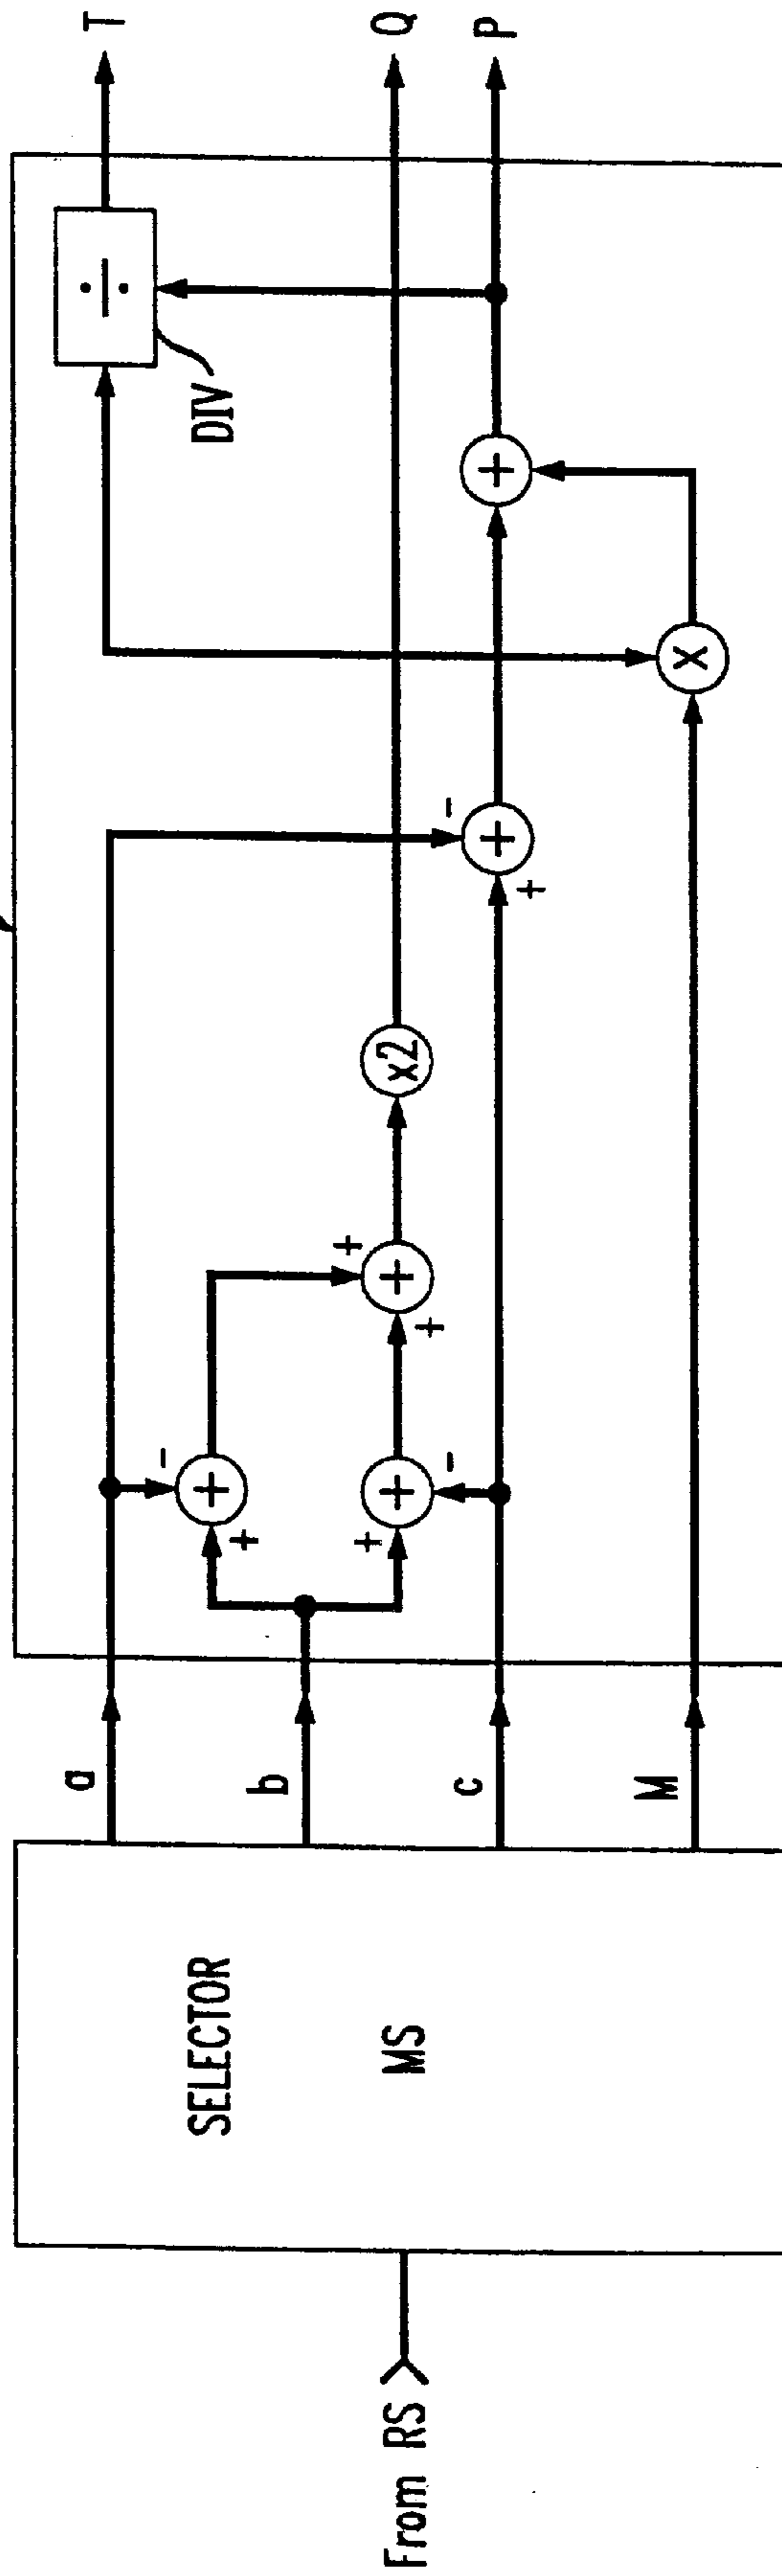 From RS
SELECTOR
MS
a
b
c
M
+
-
+
-
+
+
+
+
+
+
x2
-
+
+
X
+
DIV
÷
T
Q
P